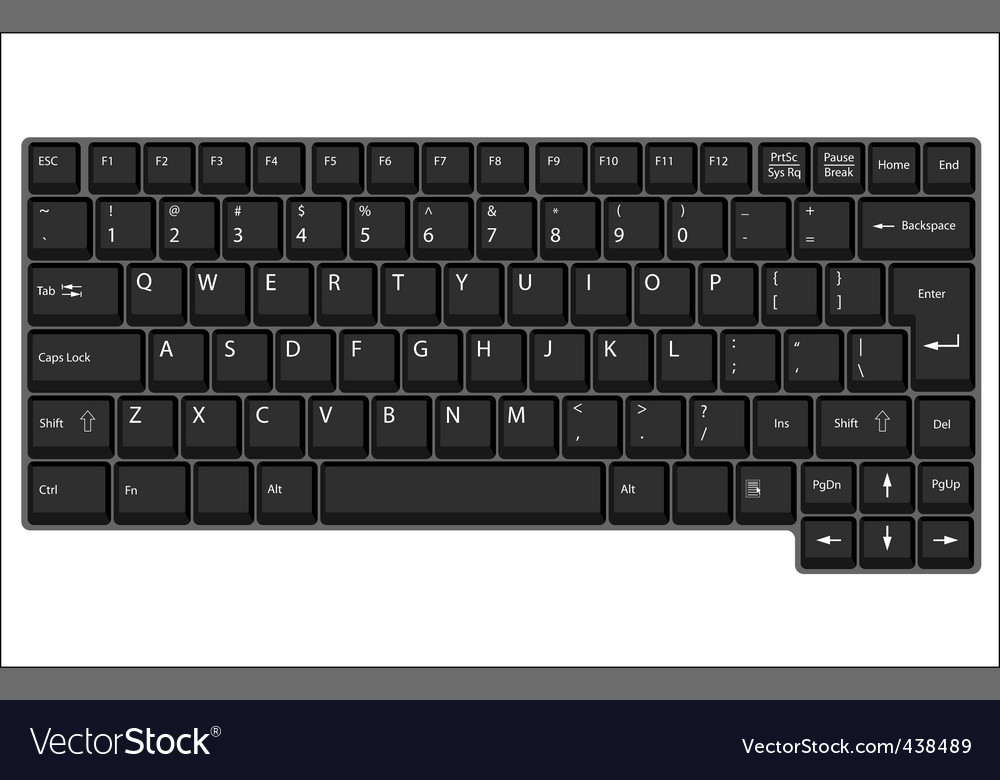 ESC F1 F2 F3 F4 F5 F6 F7 F8 F9 F10 F11 F12 PrtSc Pause Home End
Sys Rq Break
~ ! @ # $ % ^ & * ( ) _ +
` 1 2 3 4 5 6 7 8 9 0 - = Backspace
Tab Q W E R T Y U I O P { } Enter
[ ]
Caps Lock A S D F G H J K L : “ |
; , \
Shift Z X C V B N M < > ? Ins Shift Del
, . /
Ctrl Fn Alt Alt PgDn PgUp
VectorStock®
VectorStock.com/438489